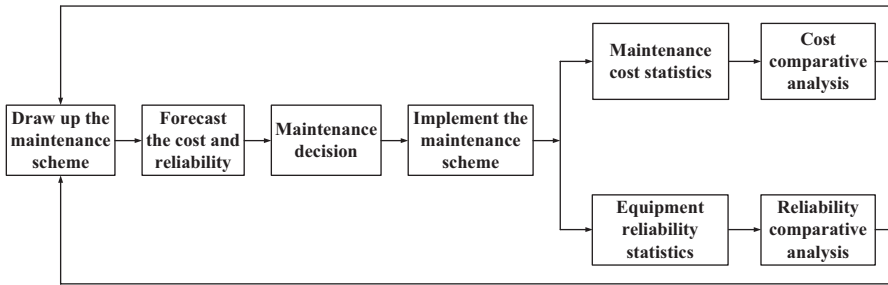 Draw up the
maintenance
scheme
Forecast
the cost and
reliability
Maintenance
decision
Implement the
maintenance
scheme
Maintenance
cost statistics
Cost
comparative
analysis
Equipment
reliability
statistics
Reliability
comparative
analysis